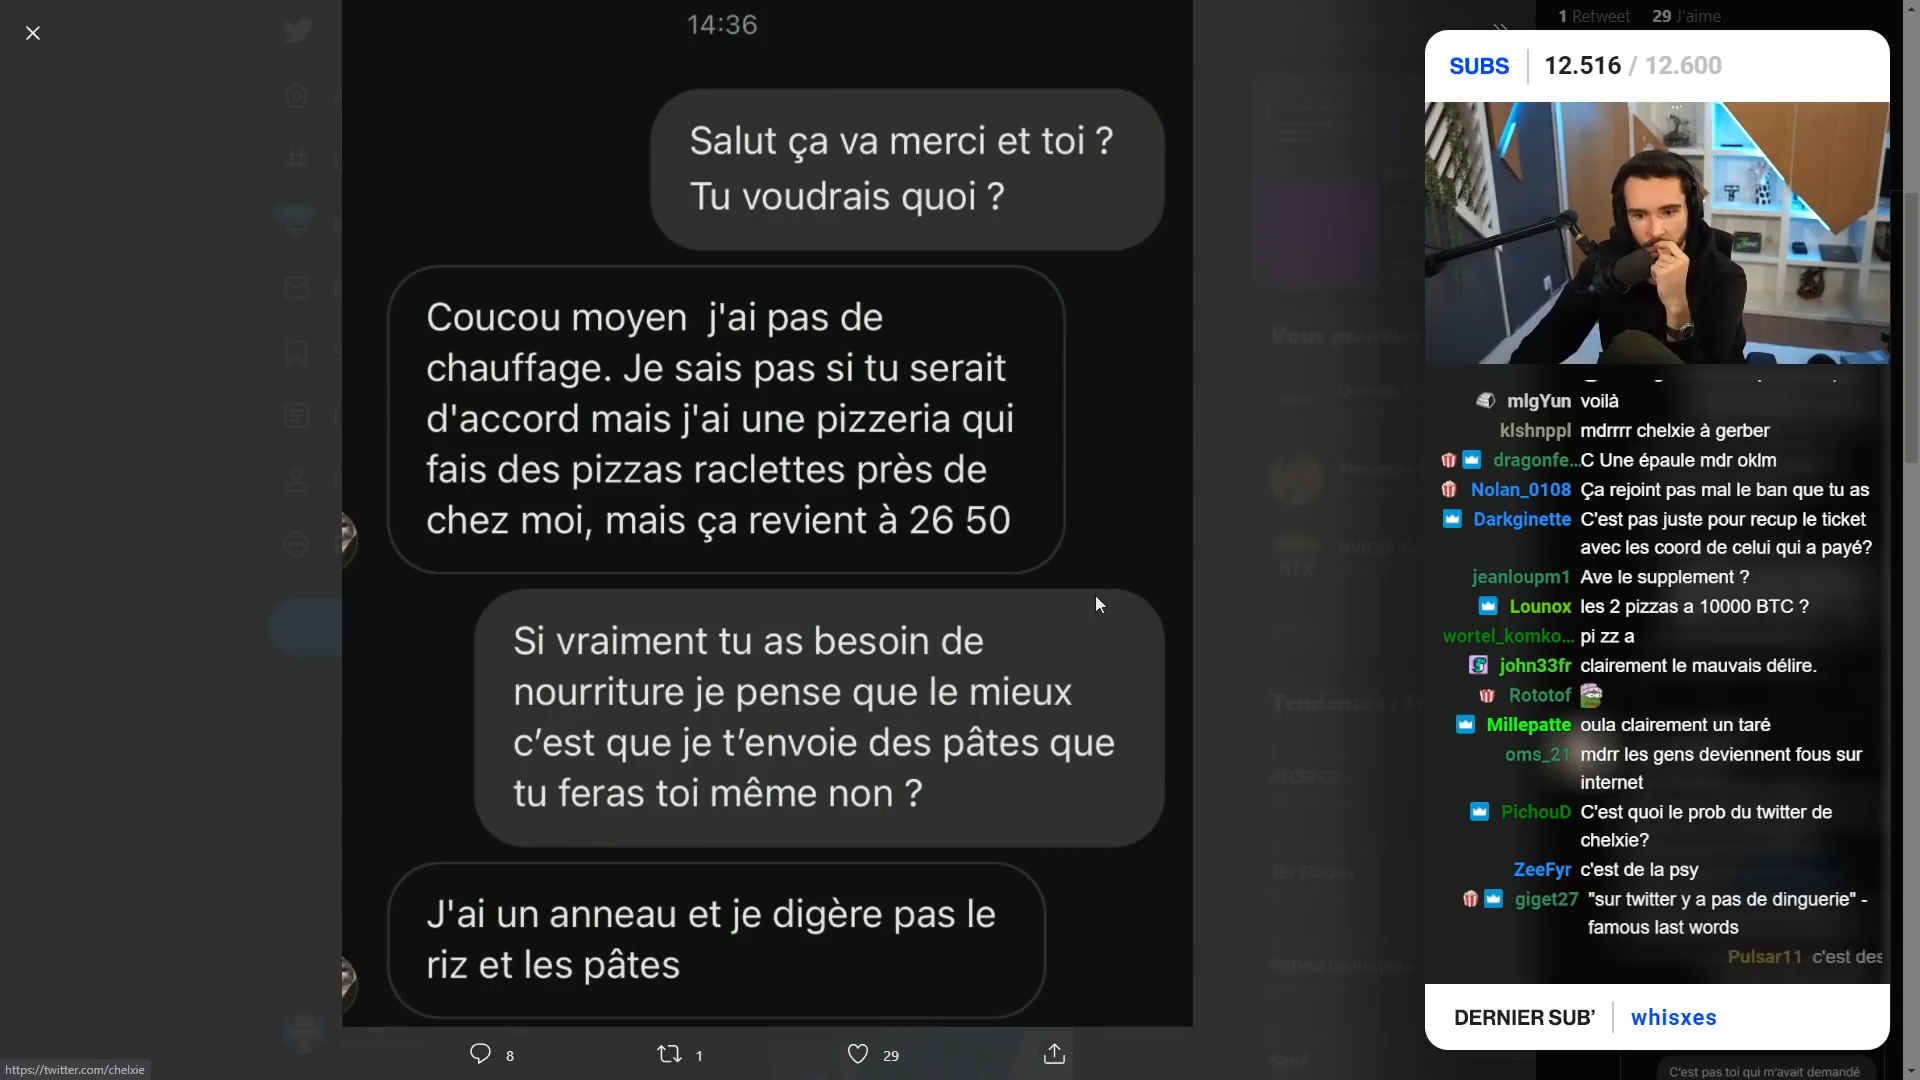 14:36
Salut ça va merci et toi ?
Tu voudrais quoi ?
Coucou moyen  j'ai pas de
chauffage. Je sais pas si tu serait
d'accord mais j'ai une pizzeria qui
fais des pizzas raclettes près de
chez moi, mais ça revient à 26 50
Si vraiment tu as besoin de
nourriture je pense que le mieux
c’est que je t’envoie des pâtes que
tu feras toi même non ?
J'ai un anneau et je digère pas le
riz et les pâtes
8
1
29
https://twitter.com/chelxie
1 Retweet 29 J'aime
SUBS 12.516 / 12.600
mlgYun voilà
klshnppl mdrrrr chelxie à gerber
dragonfe... C Une épaule mdr oklm
Nolan_0108 Ça rejoint pas mal le ban que tu as
Darkginette C'est pas juste pour recup le ticket
avec les coord de celui qui a payé?
jeanloupm1 Ave le supplement ?
Lounox les 2 pizzas a 10000 BTC ?
wortel_komko... pi zz a
john33fr clairement le mauvais délire.
Rototof
Millepatte oula clairement un taré
oms_21 mdrr les gens deviennent fous sur
internet
PichouD C'est quoi le prob du twitter de
chelxie?
ZeeFyr c'est de la psy
giget27 "sur twitter y a pas de dinguerie" -
famous last words
Pulsar11 c'est des
DERNIER SUB’ whisxes
C'est pas toi qui m'avait demandé
Vous pourriez
Tendances :
#FCBFCB
Ter Stegen